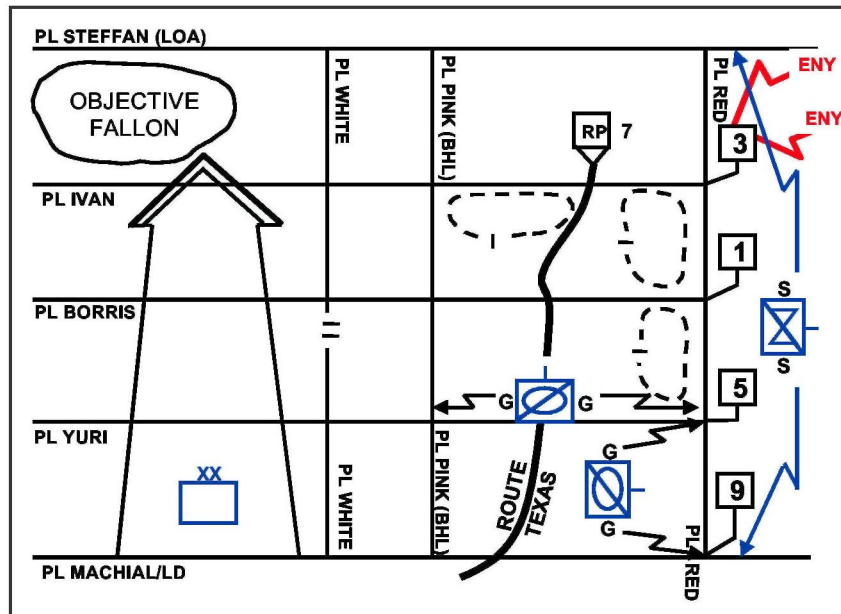 PL STEFFAN (LOA)
ENY
OBJECTIVE
FALLON
PL WHITE
PL PINK (BHL)
PL RED
RP
7
3
ENY
PL IVAN
I
I
1
PL BORRIS
II
I
S
S
G
G
5
PL YURI
XX
PL WHITE
PL PINK (BHL)
ROUTE
TEXAS
G
G
9
PL RED
PL MACHIAL/LD